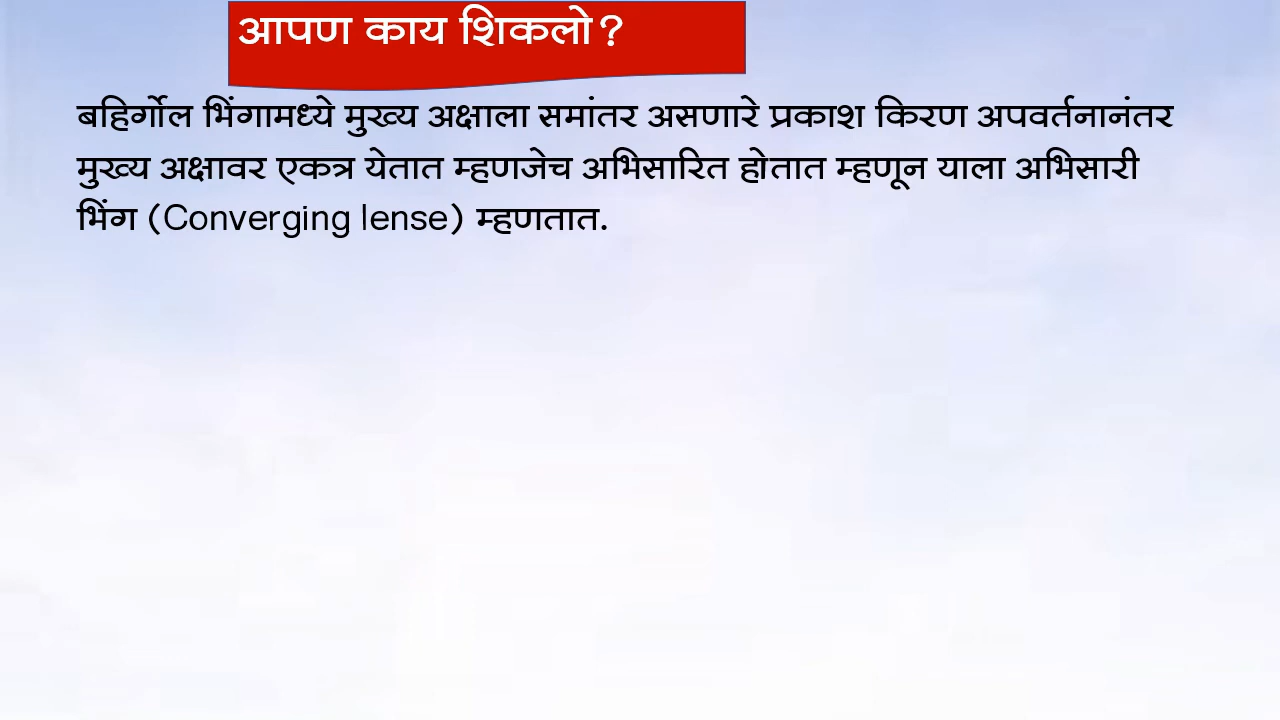 आपण काय शिकलो?
बहिर्गोल भिंगामध्ये मुख्य अक्षाला समांतर असणारे प्रकाश किरण अपवर्तनानंतर
मुख्य अक्षावर एकत्र येतात म्हणजेच अभिसारित होतात म्हणून याला अभिसारी
भिंग (Converging lense) म्हणतात.